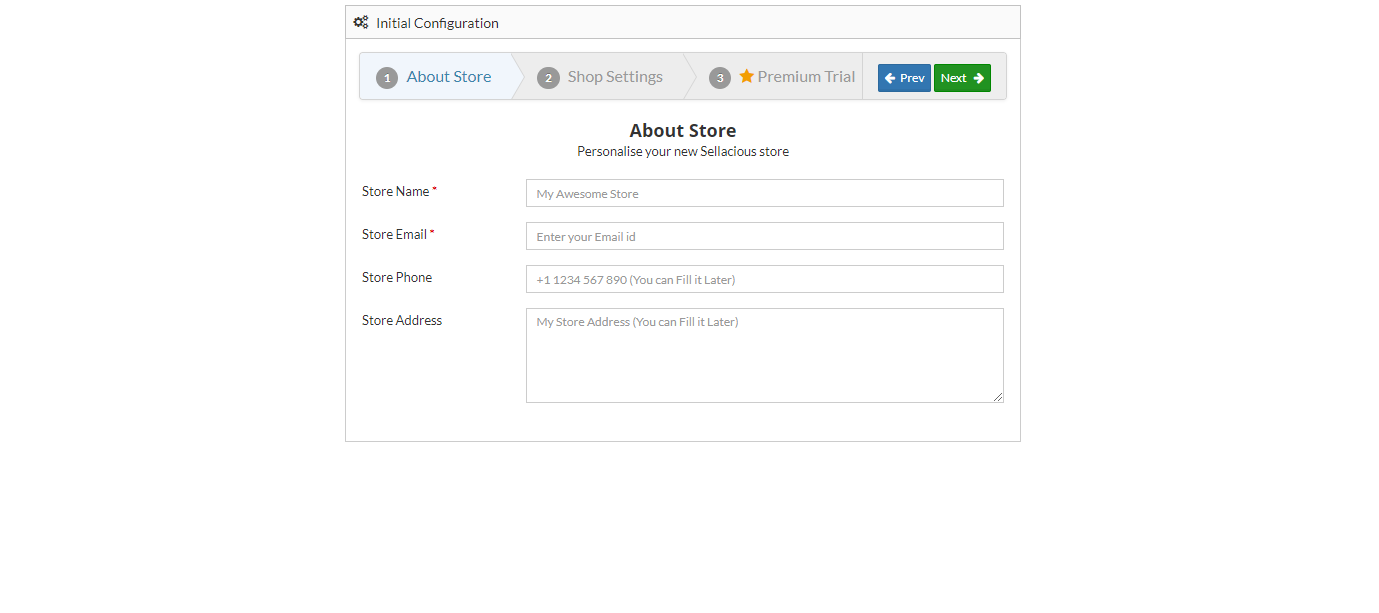 Initial Configuration
1 About Store 2 Shop Settings 3 Premium Trial Prev Next
About Store
Personalise your new Sellacious store
Store Name * My Awesome Store
Store Email * Enter your Email id
Store Phone +1 1234 567 890 (You can Fill it Later)
Store Address My Store Address (You can Fill it Later)